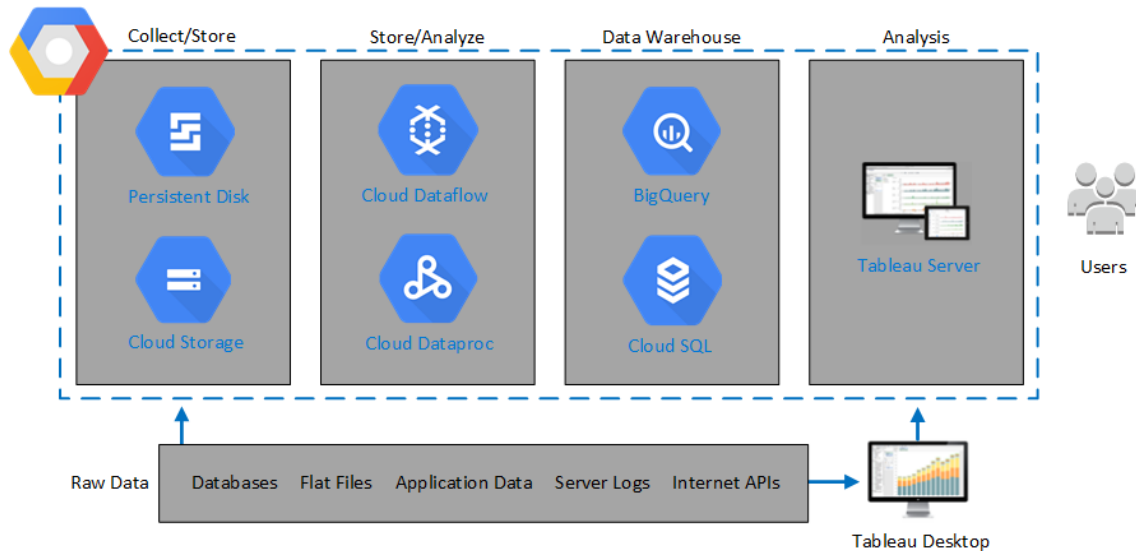 Collect/Store
Store/Analyze
Data Warehouse
Analysis
Persistent Disk
Cloud Dataflow
BigQuery
Tableau Server
Users
Cloud Storage
Cloud Dataproc
Cloud SQL
Raw Data
Databases
Flat Files
Application Data
Server Logs
Internet APIs
Tableau Desktop